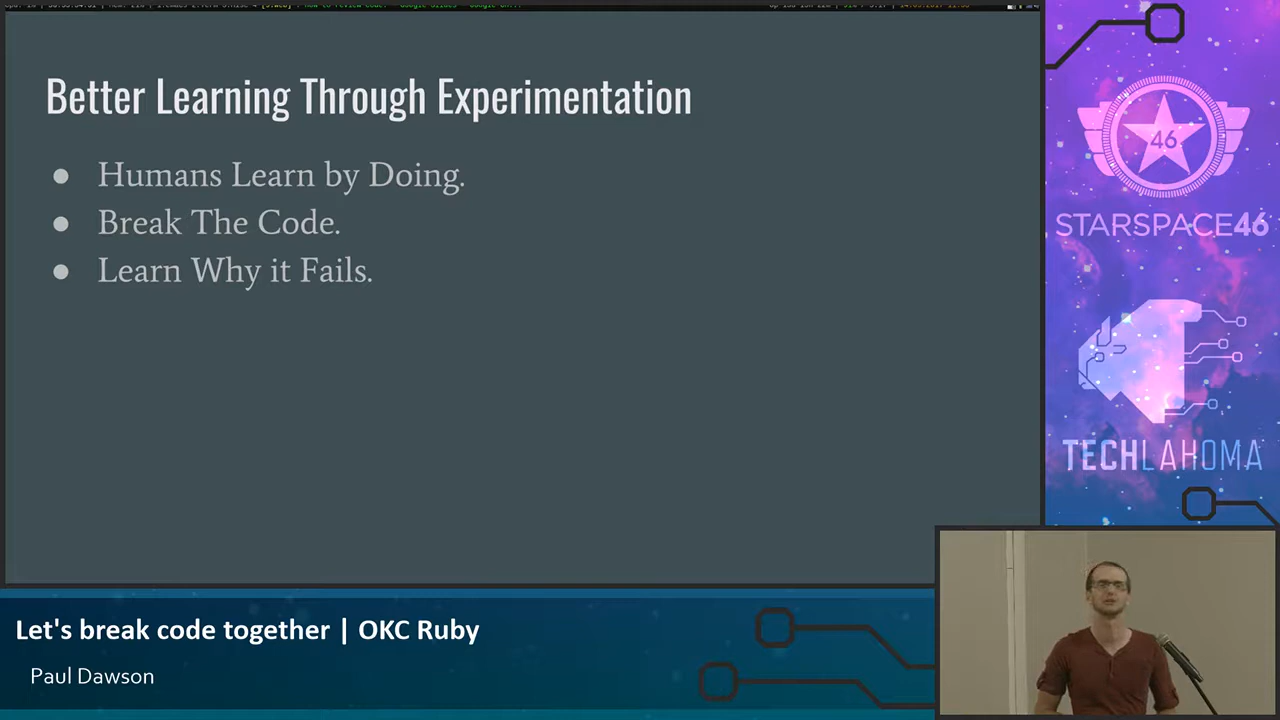 Better Learning Through Experimentation
● Humans Learn by Doing.
● Break The Code.
● Learn Why it Fails.
46
STARSPACE46
TECHLAHOMA
Let's break code together | OKC Ruby
Paul Dawson